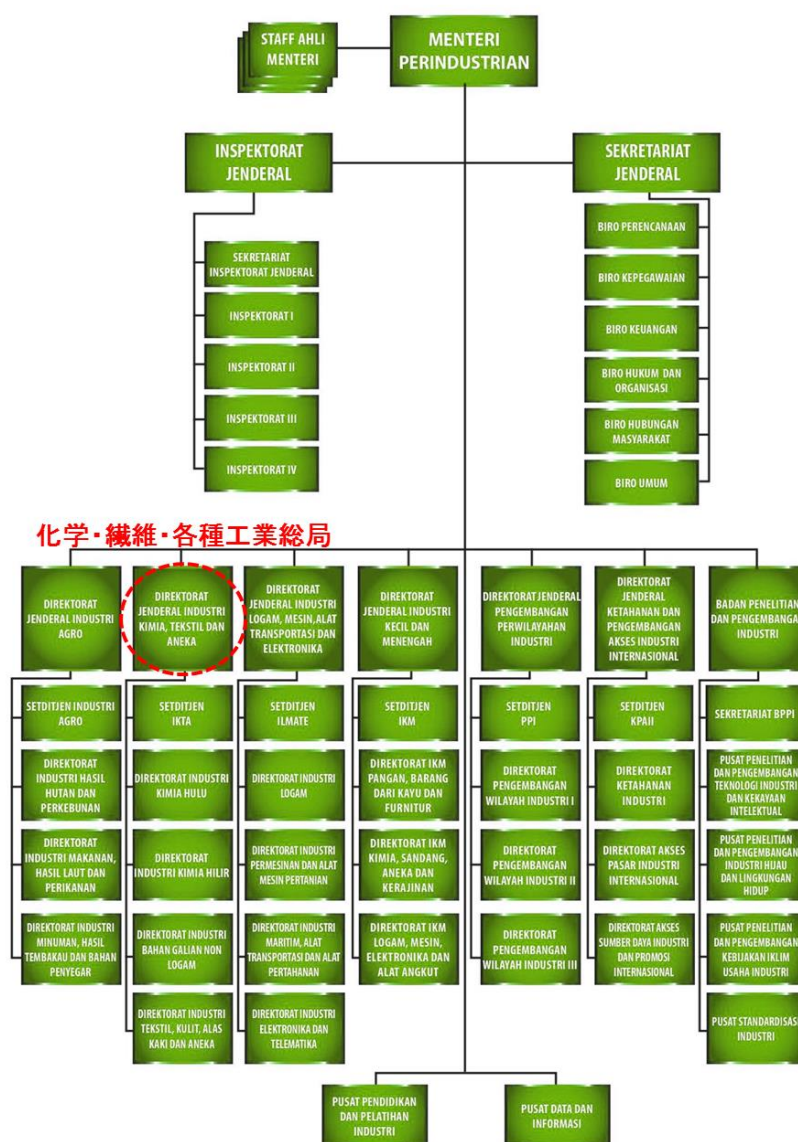 STAFF AHLI
MENTERI
MENTERI
PERINDUSTRIAN
INSPEKTORAT
JENDERAL
SEKRETARIAT
JENDERAL
SEKRETARIAT
INSPEKTORAT JENDERAL
INSPEKTORAT I
INSPEKTORAT II
INSPEKTORAT III
INSPEKTORAT IV
BIRO PERENCANAAN
BIRO KEPEGAWAIAN
BIRO KEUANGAN
BIRO HUKUM DAN
ORGANISASI
BIRO HUBUNGAN
MASYARAKAT
BIRO UMUM
化学・繊維・各種工業総局
DIREKTORAT
JENDERAL INDUSTRI
AGRO
DIREKTORAT
JENDERAL INDUSTRI
KIMIA, TEKSTIL DAN
ANEKA
DIREKTORAT
JENDERAL INDUSTRI
LOGAM, MESIN,ALAT
TRANSPORTASI DAN
ELEKTRONIKA
DIREKTORAT
JENDERAL INDUSTRI
KECIL DAN
MENENGAH
DIREKTORAT JENDERAL
PENGEMBANGAN
PERWILAYAHAN
INDUSTRI
DIREKTORAT
JENDERAL
KETAHANAN DAN
PENGEMBANGAN
AKSES INDUSTRI
INTERNASIONAL
BADAN PENELITIAN
DAN PENGEMBANGAN
INDUSTRI
SETDITJEN INDUSTRI
AGRO
DIREKTORAT
INDUSTRI HASIL
HUTAN DAN
PERKEBUNAN
DIREKTORAT
INDUSTRI MAKANAN,
HASIL LAUT DAN
PERIKANAN
DIREKTORAT INDUSTRI
MINUMAN, HASIL
TEMBAKAU DAN BAHAN
PENYEGAR
SETDITJEN
IKTA
DIREKTORAT INDUSTRI
KIMIA HULU
DIREKTORAT
INDUSTRI KIMIA HILIR
DIREKTORAT INDUSTRI
BAHAN GALIAN NON
LOGAM
DIREKTORAT INDUSTRI
TEKSTIL, KULIT, ALAS
KAKI DAN ANEKA
SETDITJEN
ILMATE
DIREKTORAT INDUSTRI
LOGAM
DIREKTORAT INDUSTRI
PERMESINAN DAN ALAT
MESIN PERTANIAN
DIREKTORAT INDUSTRI
MARITIM, ALAT
TRANSPORTASI DAN ALAT
PERTAHANAN
DIREKTORAT INDUSTRI
ELEKTRONIKA DAN
TELEMATIKA
SETDITJEN
IKM
DIREKTORAT IKM
PANGAN, BARANG
DARI KAYU DAN
FURNITUR
DIREKTORAT IKM
KIMIA, SANDANG,
ANEKA DAN
KERAJINAN
DIREKTORAT IKM
LOGAM, MESIN,
ELEKTRONIKA DAN
ALAT ANGKUT
SETDITJEN
PPI
DIREKTORAT
PENGEMBANGAN
WILAYAH INDUSTRI I
DIREKTORAT
PENGEMBANGAN
WILAYAH INDUSTRI II
DIREKTORAT
PENGEMBANGAN
WILAYAH INDUSTRI III
SETDITJEN
KPAII
DIREKTORAT
KETAHANAN
INDUSTRI
DIREKTORAT AKSES
PASAR INDUSTRI
INTERNASIONAL
DIREKTORAT AKSES
SUMBER DAYA INDUSTRI
DAN PROMOSI
INTERNASIONAL
SEKRETARIAT BPPI
PUSAT PENELITIAN
DAN PENGEMBANGAN
TEKNOLOGI INDUSTRI
DAN KEKAYAAN
INTELEKTUAL
PUSAT PENELITIAN
DAN PENGEMBANGAN
INDUSTRI HIJAU
DAN LINGKUNGAN
HIDUP
PUSAT PENELITIAN
DAN PENGEMBANGAN
KEBIJAKAN IKLIM
USAHA INDUSTRI
PUSAT STANDARDISASI
INDUSTRI
PUSAT PENDIDIKAN
DAN PELATIHAN
INDUSTRI
PUSAT DATA DAN
INFORMASI